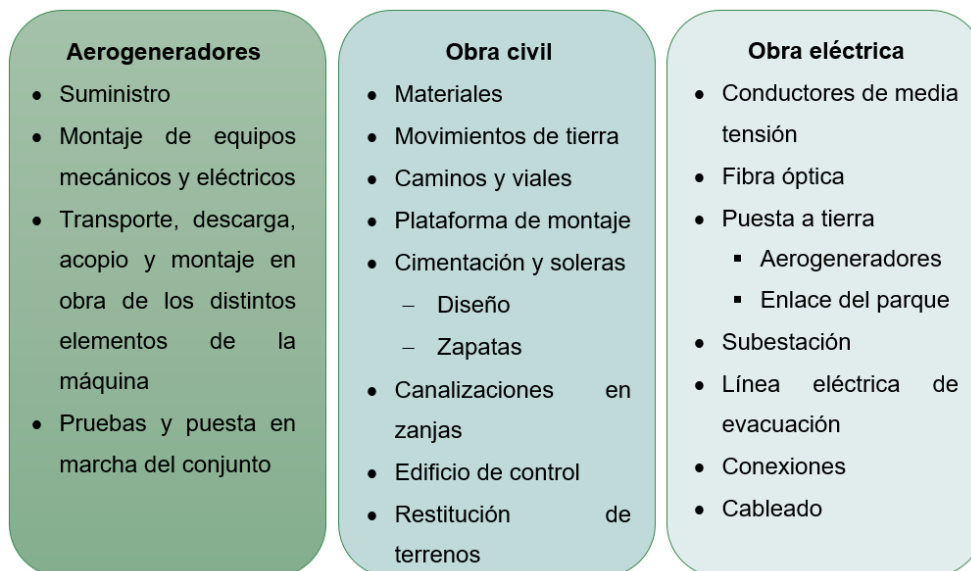 Aerogeneradores
• Suministro
• Montaje de equipos
mecánicos y eléctricos
• Transporte, descarga,
acopio y montaje en
obra de los distintos
elementos de la
máquina
• Pruebas y puesta en
marcha del conjunto
Obra civil
• Materiales
• Movimientos de tierra
• Caminos y viales
• Plataforma de montaje
• Cimentación y soleras
– Diseño
– Zapatas
• Canalizaciones en
zanjas
• Edificio de control
• Restitución de
terrenos
Obra eléctrica
• Conductores de media
tensión
• Fibra óptica
• Puesta a tierra
▪ Aerogeneradores
▪ Enlace del parque
• Subestación
• Línea eléctrica de
evacuación
• Conexiones
• Cableado